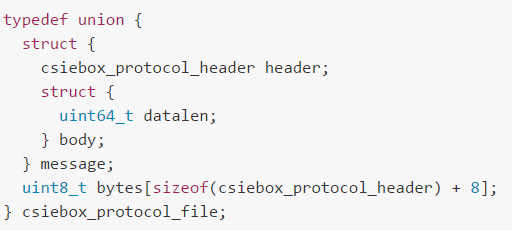 typedef union {
  struct {
    csiebox_protocol_header header;
    struct {
      uint64_t datalen;
    } body;
  } message;
  uint8_t bytes[sizeof(csiebox_protocol_header) + 8];
} csiebox_protocol_file;